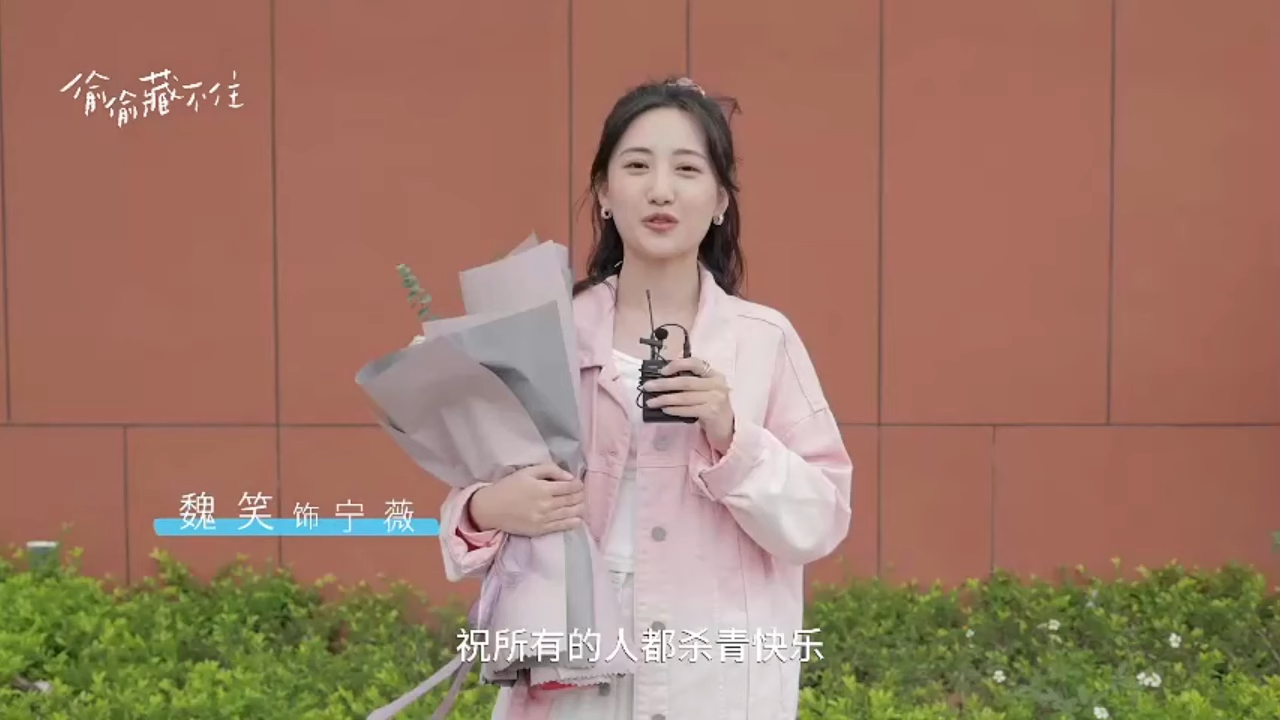 偷偷藏不住
魏笑 饰 宁薇
祝所有的人都杀青快乐